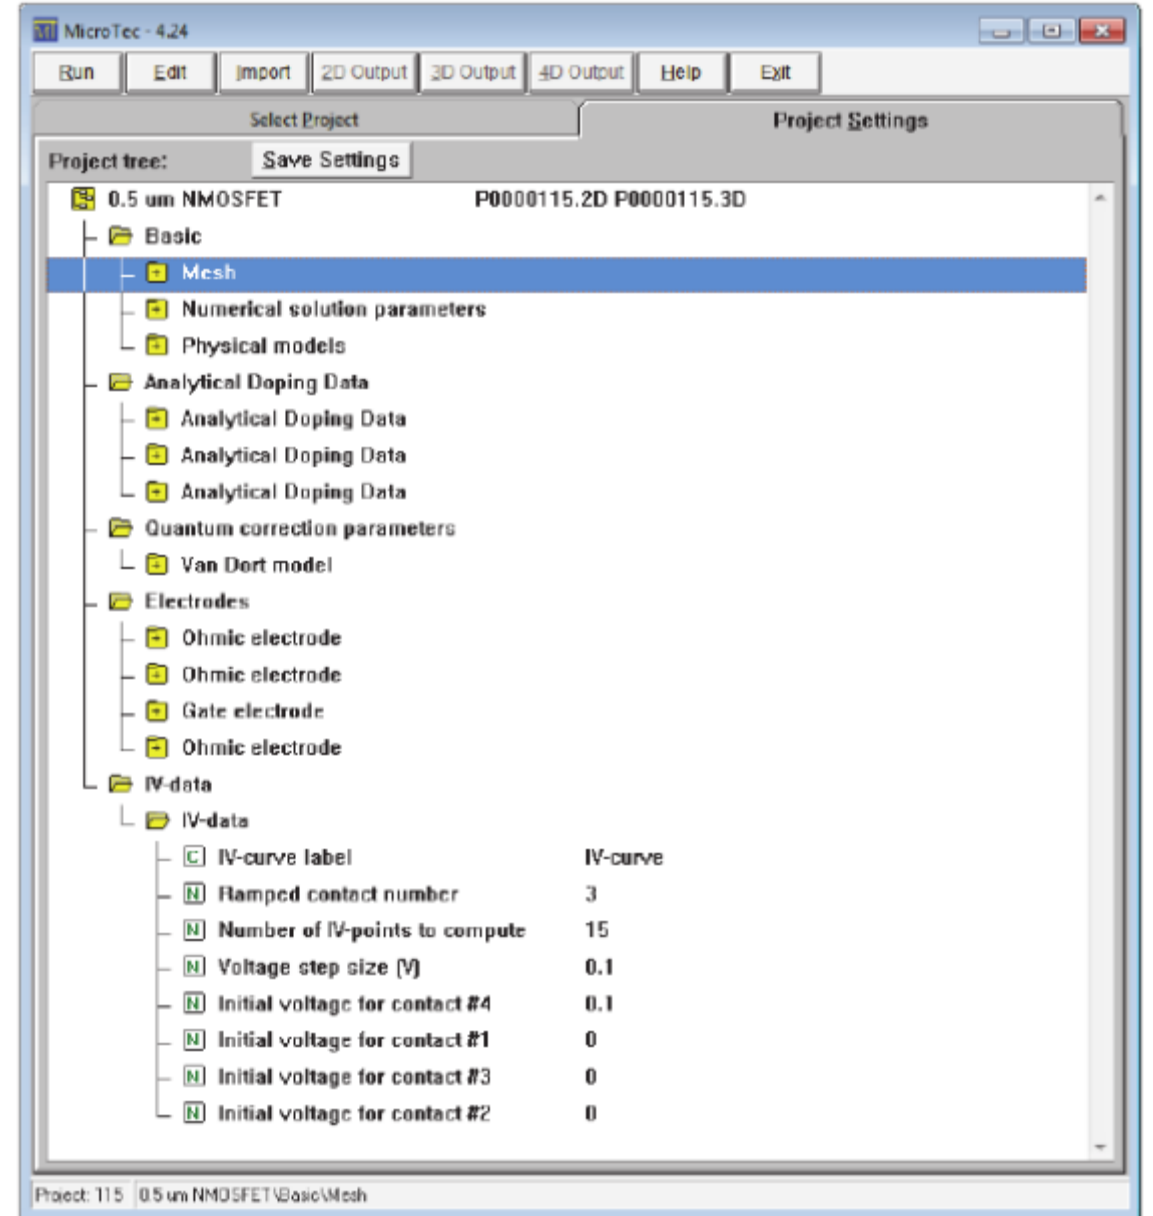 MicroTec - 4.24
Run Edit Import 2D Output 3D Output 4D Output Help Exit
Select Project Project Settings
Project tree: Save Settings
0.5 um NMOSFET P0000115.2D P0000115.3D
Basic
Mesh
Numerical solution parameters
Physical models
Analytical Doping Data
Analytical Doping Data
Analytical Doping Data
Analytical Doping Data
Quantum correction parameters
Van Dort model
Electrodes
Ohmic electrode
Ohmic electrode
Gate electrode
Ohmic electrode
IV-data
IV-data
C IV-curve label IV-curve
N Ramped contact number 3
N Number of IV-points to compute 15
N Voltage step size (V) 0.1
N Initial voltage for contact #4 0.1
N Initial voltage for contact #1 0
N Initial voltage for contact #3 0
N Initial voltage for contact #2 0
Project: 115 0.5 um NMOSFET\Basic\Mesh